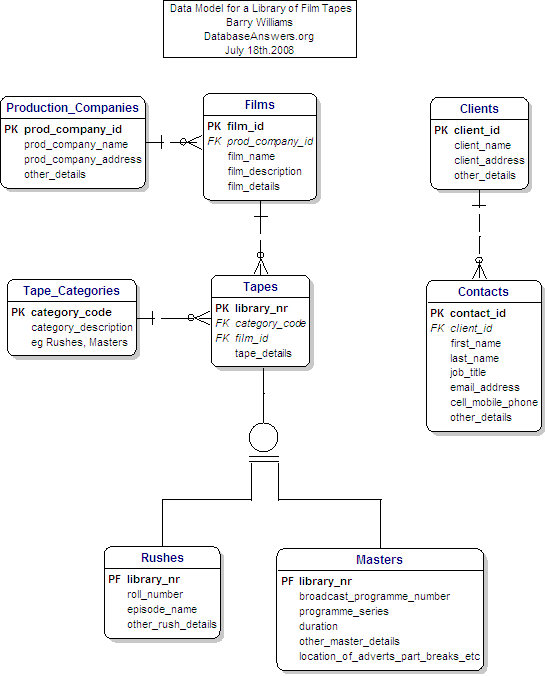 Data Model for a Library of Film Tapes
Barry Williams
DatabaseAnswers.org
July 18th.2008
Production_Companies
PK prod_company_id
prod_company_name
prod_company_address
other_details
Films
PK film_id
FK prod_company_id
film_name
film_description
film_details
Clients
PK client_id
client_name
client_address
other_details
Tape_Categories
PK category_code
category_description
eg Rushes, Masters
Tapes
PK library_nr
FK category_code
FK film_id
tape_details
Contacts
PK contact_id
FK client_id
first_name
last_name
job_title
email_address
cell_mobile_phone
other_details
Rushes
PF library_nr
roll_number
episode_name
other_rush_details
Masters
PF library_nr
broadcast_programme_number
programme_series
duration
other_master_details
location_of_adverts_part_breaks_etc